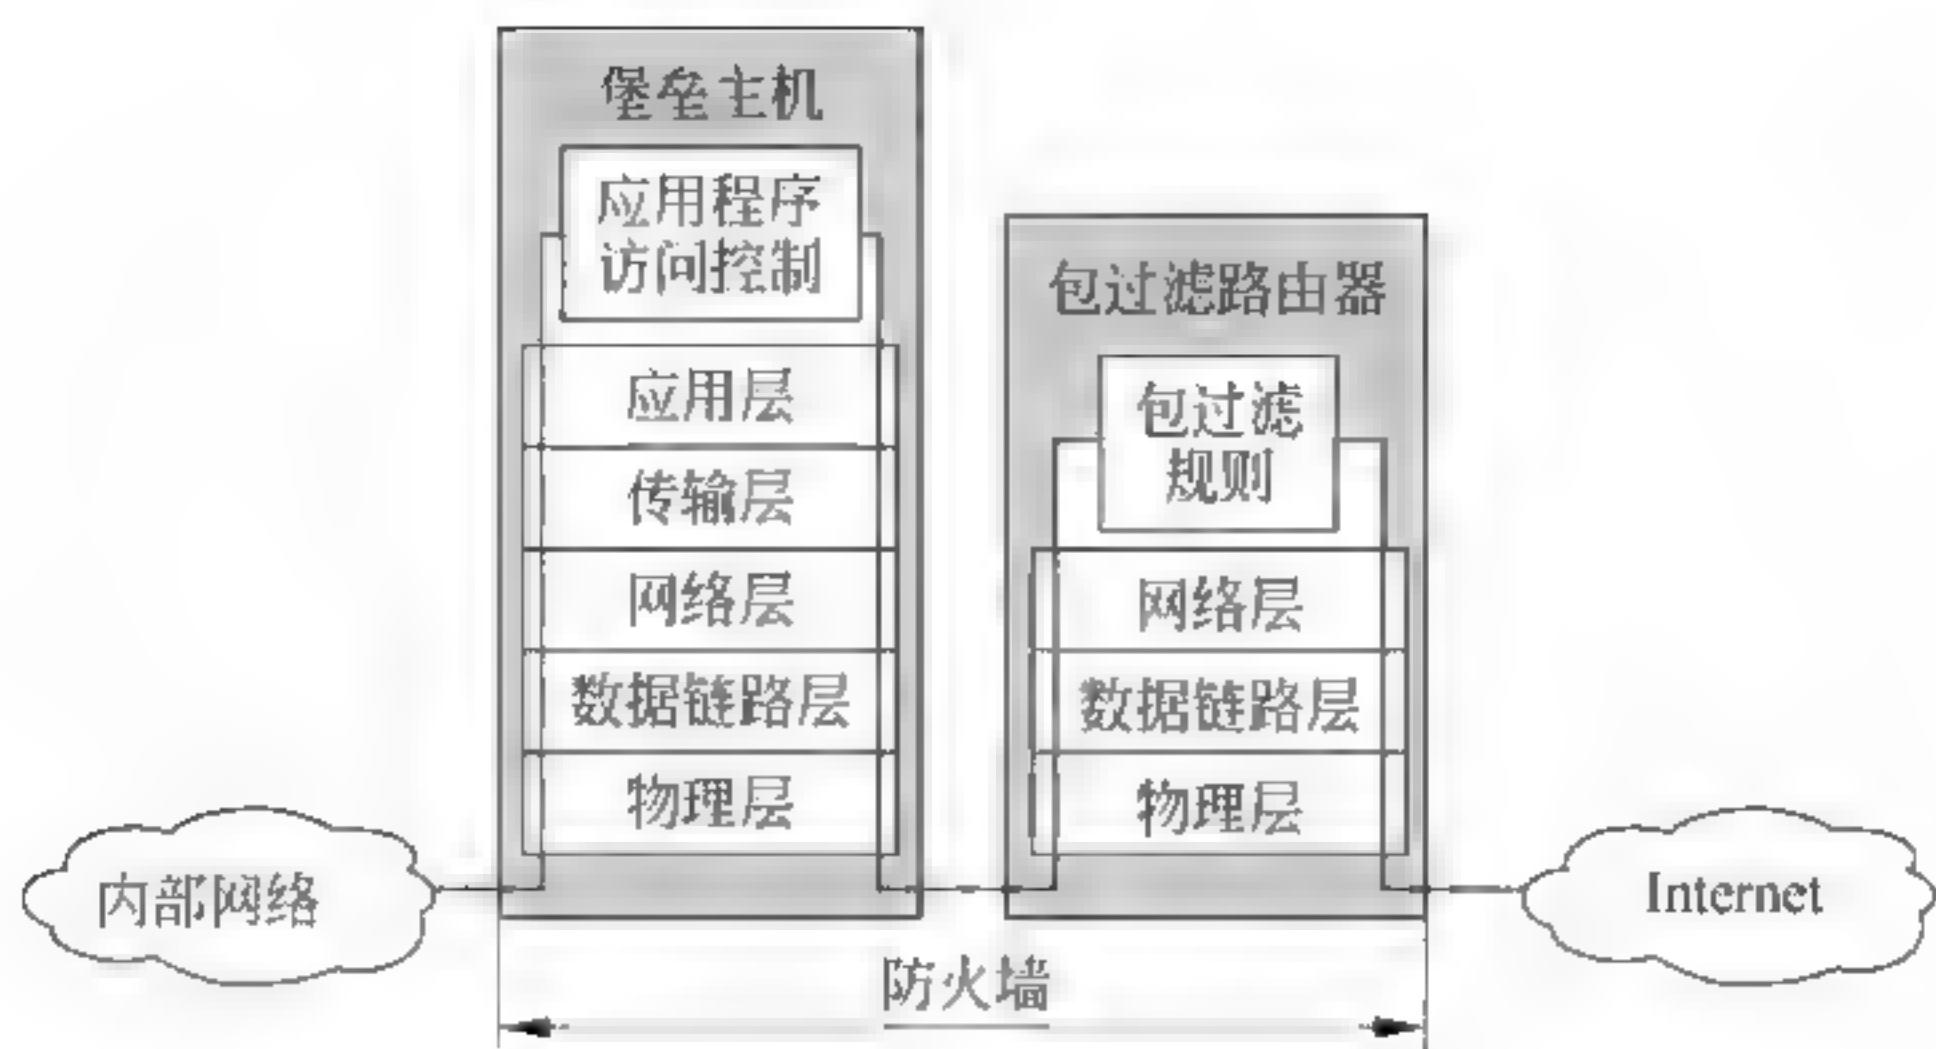 堡垒主机
应用程序
访问控制
应用层
传输层
网络层
数据链路层
物理层
包过滤路由器
包过滤
规则
网络层
数据链路层
物理层
内部网络
Internet
防火墙